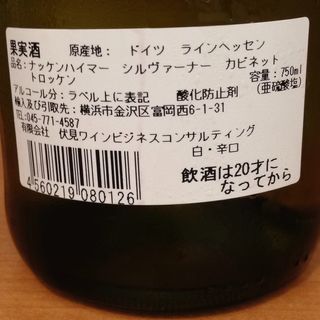 果実酒 原産地： ドイツ ラインヘッセン
品名：ナッケンハイマー シルヴァーナー カビネット
トロッケン 容量：750ml
アルコール分：ラベル上に表記 酸化防止剤（亜硫酸塩）
輸入及び引取先：横浜市金沢区富岡西6-1-31
TEL：045-771-4587
有限会社 伏見ワインビジネスコンサルティング
白・辛口
4560219080126
飲酒は20才に
なってから